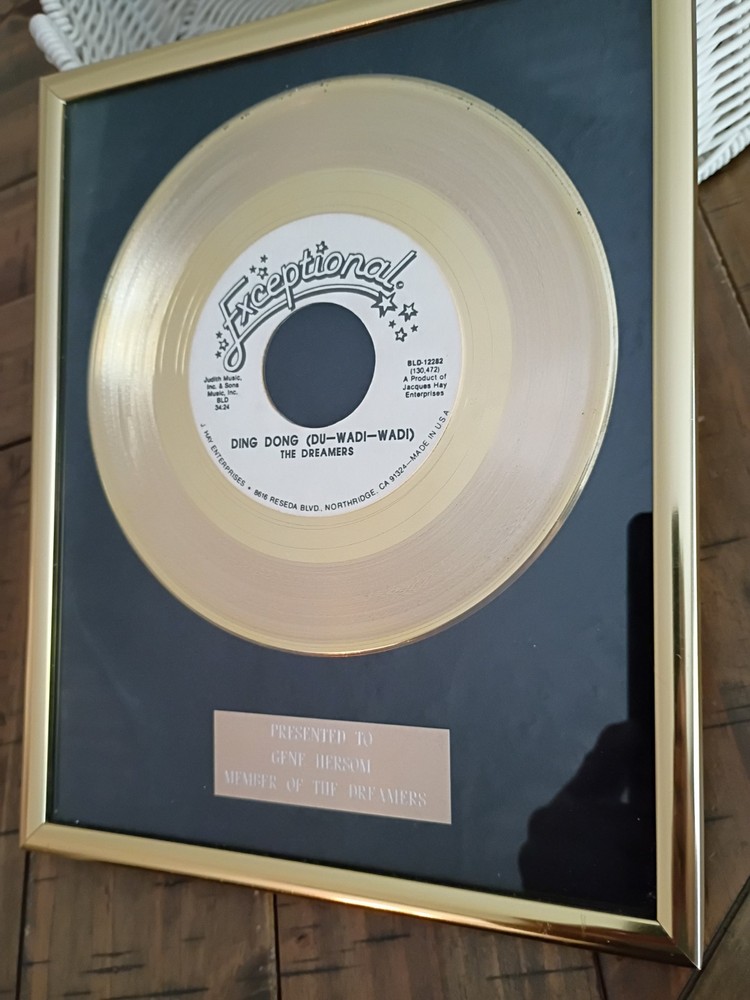 Exceptional ©
Judith Music,
Inc. & Sons
Music, Inc.
BLD
34:24
BLD-12282
(130,472)
A Product of
Jacques Hay
Enterprises
DING DONG (DU—WADI—WADI)
THE DREAMERS
J. HAY ENTERPRISES • 8616 RESEDA BLVD., NORTHRIDGE, CA 91324—MADE IN U.S.A
PRESENTED TO
GENE HERSOM
MEMBER OF THE DREAMERS